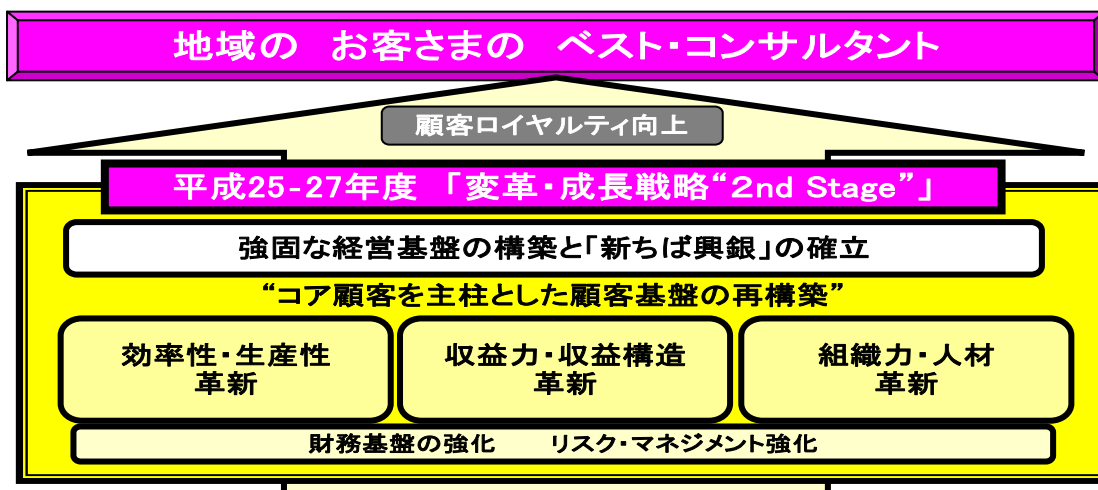 地域の お客さまの ベスト・コンサルタント
顧客ロイヤルティ向上
平成25-27年度 「変革・成長戦略“2nd Stage”」
強固な経営基盤の構築と「新ちば興銀」の確立
“コア顧客を主柱とした顧客基盤の再構築”
効率性・生産性
革新
収益力・収益構造
革新
組織力・人材
革新
財務基盤の強化 リスク・マネジメント強化